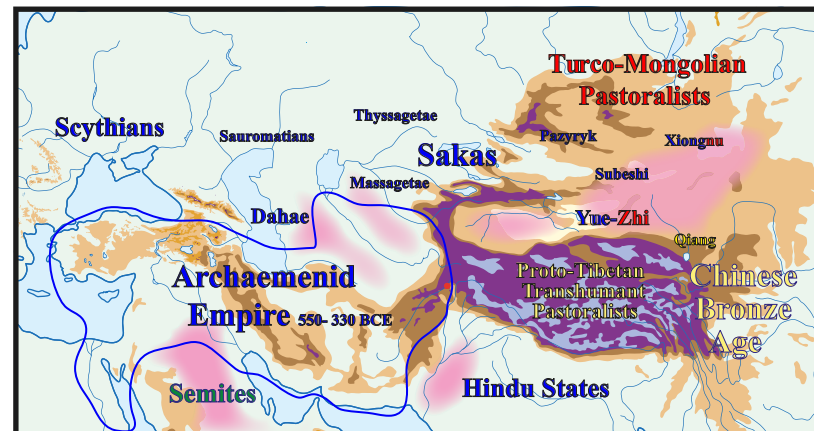 Turco-Mongolian
Pastoralists
Scythians
Sauromatians
Thyssagetae
Pazyryk
Xiongnu
Sakas
Subeshi
Massagetae
Dahae
Yue-Zhi
Qiang
Archaemenid
Empire 550- 330 BCE
Proto-Tibetan
Transhumant
Pastoralists
Chinese
Bronze
Age
Semites
Hindu States